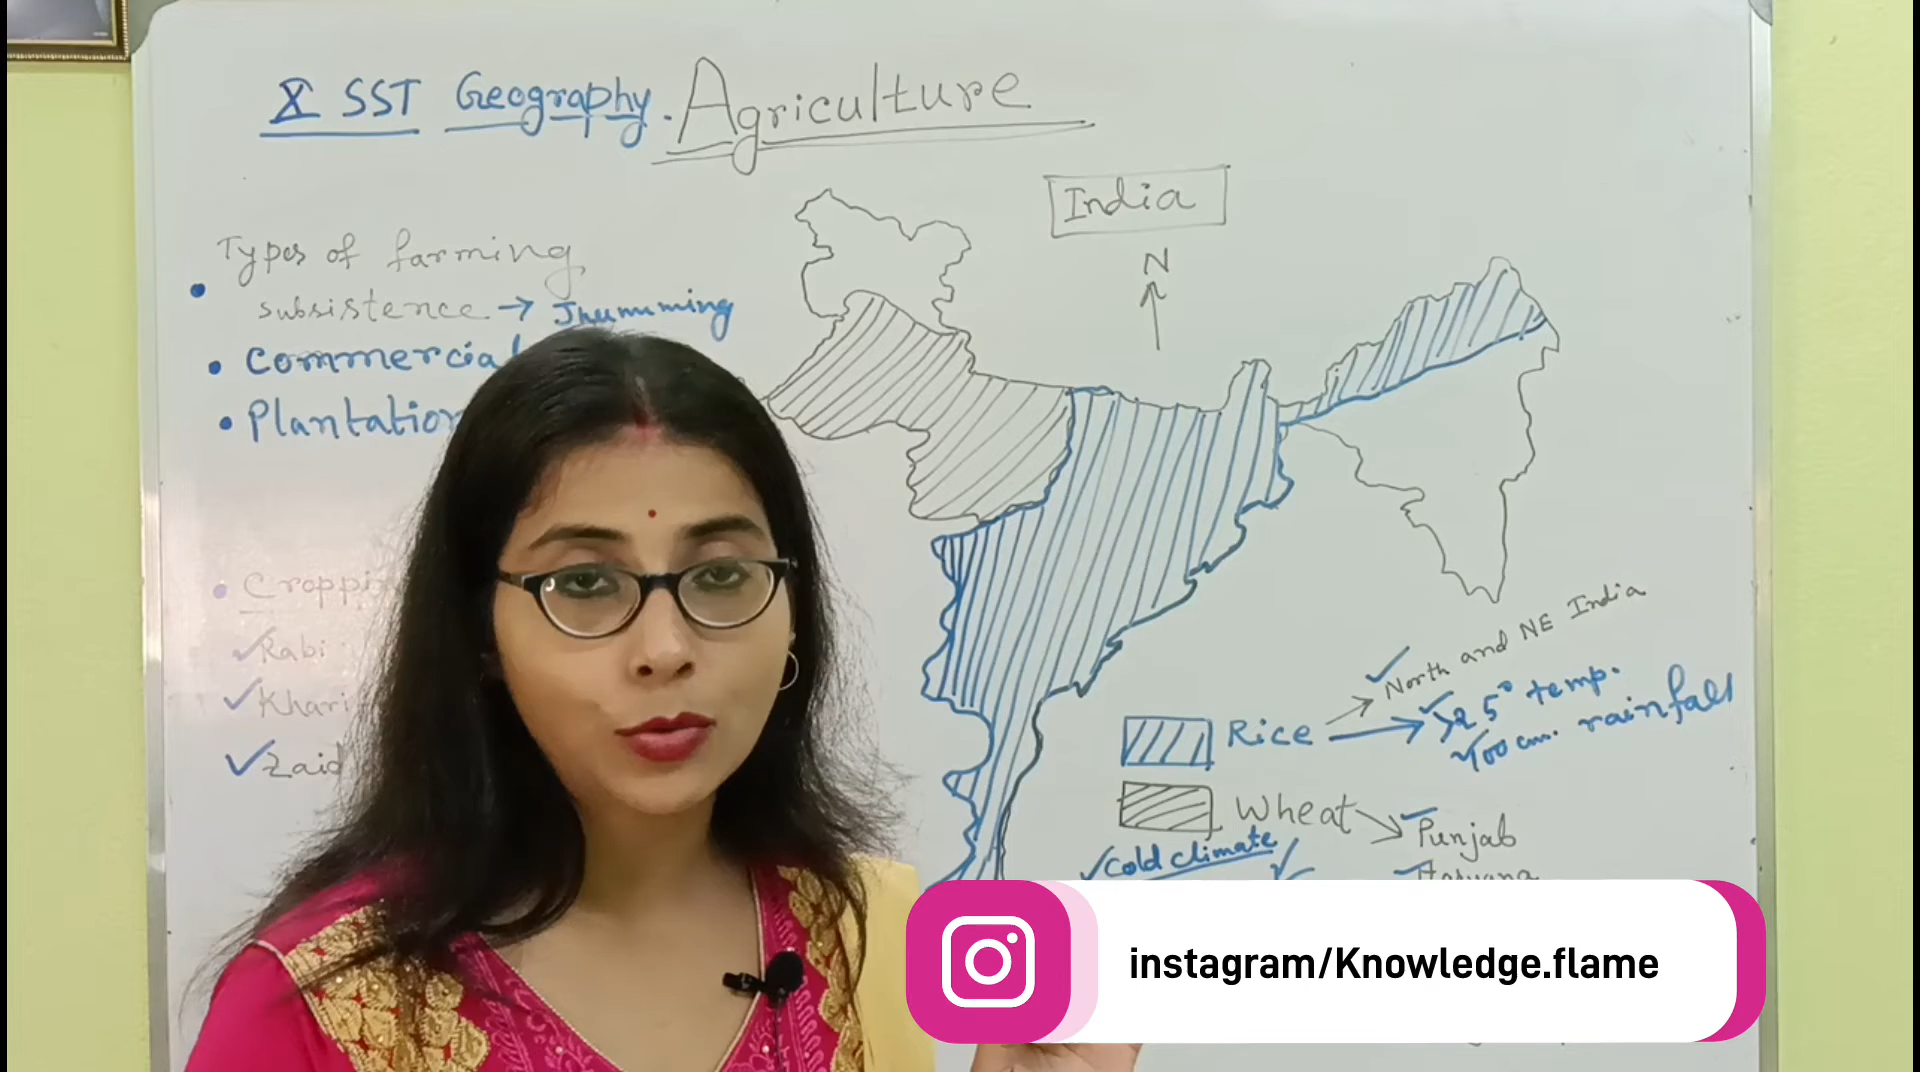 X SST Geography. Agriculture
India
N
Types of farming
subsistence → Jhumming
Commercial
Plantation
Rabi
Zaid
North and NE India
Rice → >25° temp.
100 cm. rainfall
Wheat → Punjab
Cold climate
Haryana
instagram/Knowledge.flame